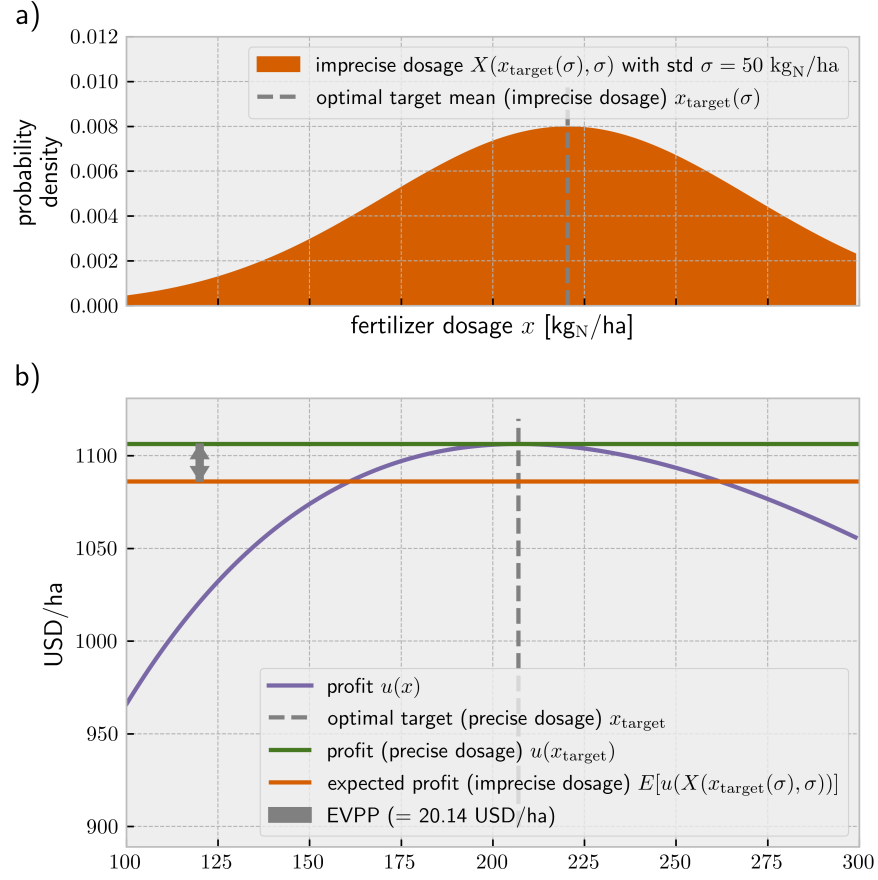 a)
0.012
0.010
0.008
0.006
0.004
0.002
0.000
probability
density
imprecise dosage X(x_target(σ), σ) with std σ = 50 kg_N/ha
optimal target mean (imprecise dosage) x_target(σ)
fertilizer dosage x [kg_N/ha]
b)
1100
1050
1000
950
900
USD/ha
profit u(x)
optimal target (precise dosage) x_target
profit (precise dosage) u(x_target)
expected profit (imprecise dosage) E[u(X(x_target(σ), σ))]
EVPP (= 20.14 USD/ha)
100 125 150 175 200 225 250 275 300